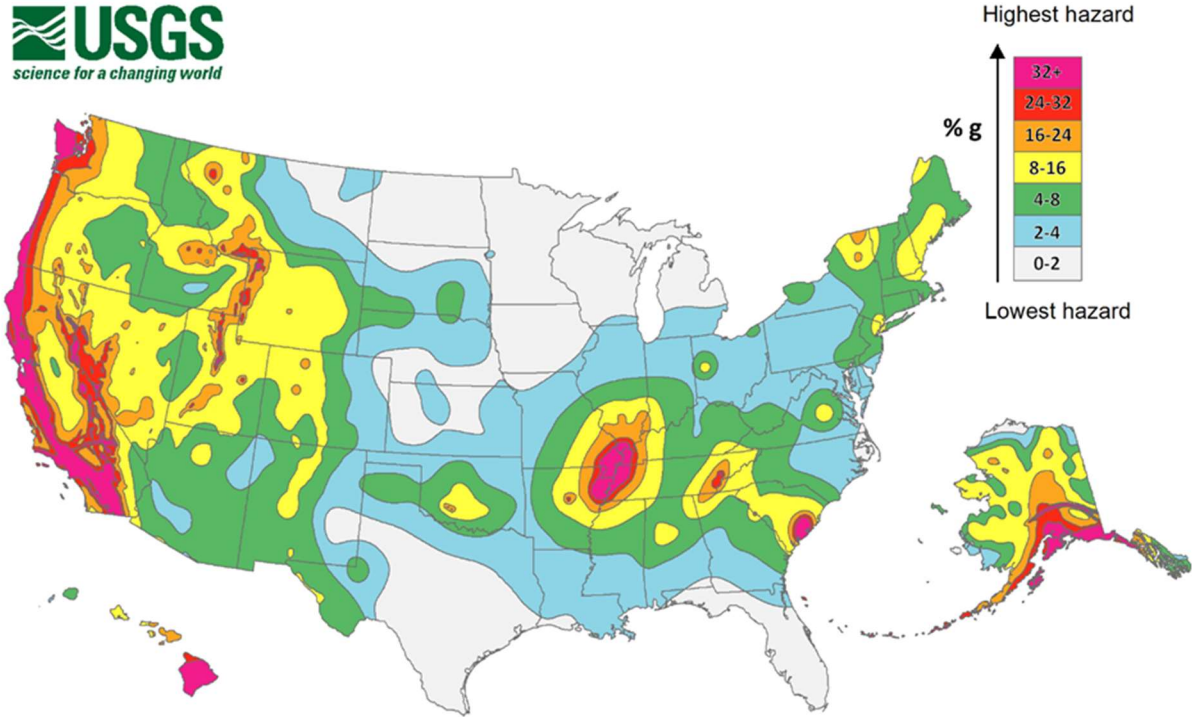 USGS
science for a changing world
Highest hazard
32+
24-32
% g
16-24
8-16
4-8
2-4
0-2
Lowest hazard